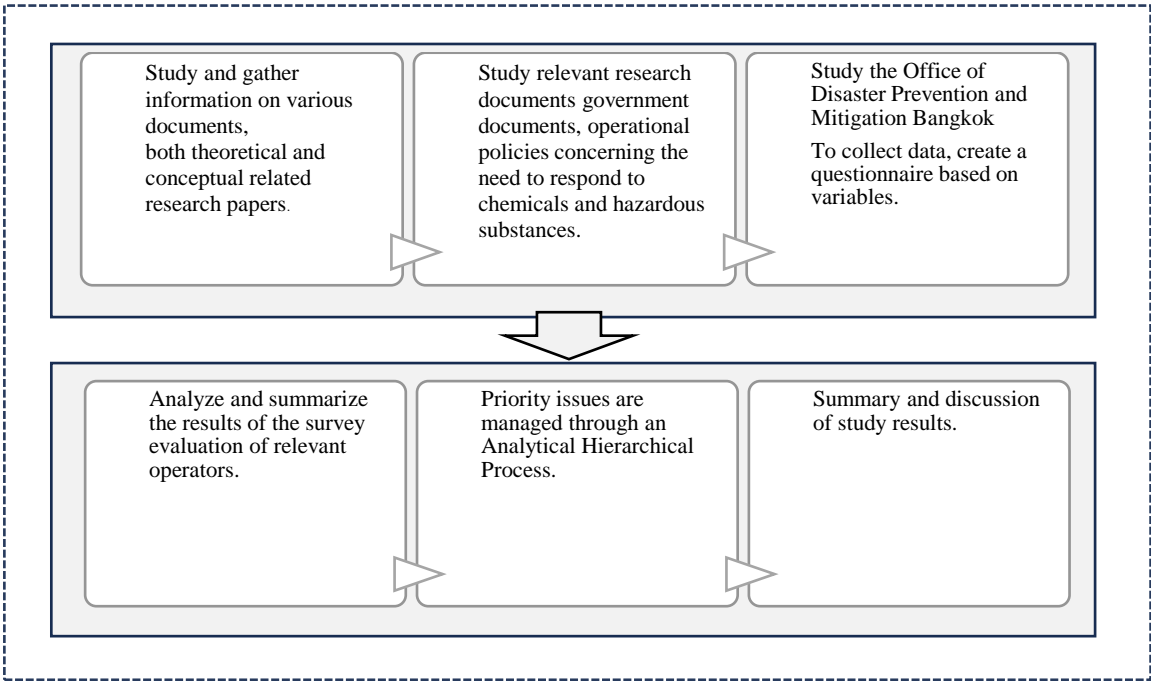 Study and gather
information on various
documents,
both theoretical and
conceptual related
research papers.
Study relevant research
documents government
documents, operational
policies concerning the
need to respond to
chemicals and hazardous
substances.
Study the Office of
Disaster Prevention and
Mitigation Bangkok
To collect data, create a
questionnaire based on
variables.
Analyze and summarize
the results of the survey
evaluation of relevant
operators.
Priority issues are
managed through an
Analytical Hierarchical
Process.
Summary and discussion
of study results.